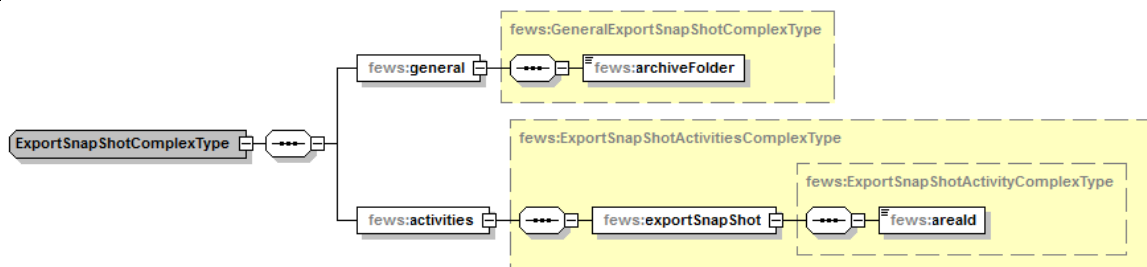 fews:GeneralExportSnapShotComplexType
fews:general
fews:archiveFolder
ExportSnapShotComplexType
fews:ExportSnapShotActivitiesComplexType
fews:ExportSnapShotActivityComplexType
fews:activities
fews:exportSnapShot
fews:areaId